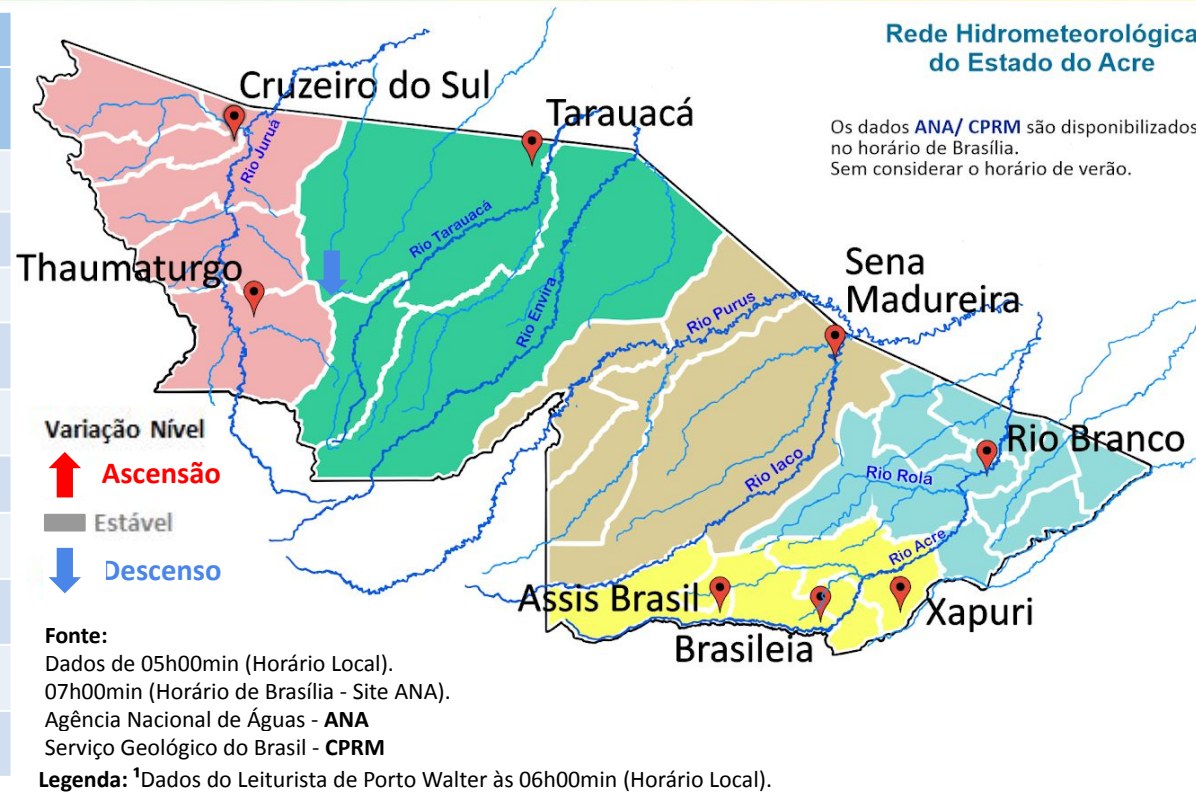 Rede Hidrometeorológica
do Estado do Acre
Os dados ANA/ CPRM são disponibilizados
no horário de Brasília.
Sem considerar o horário de verão.
Cruzeiro do Sul
Tarauacá
Rio Juruá
Rio Tarauacá
Thaumaturgo
Rio Envira
Sena
Madureira
Rio Purus
Rio Iaco
Rio Branco
Rio Rola
Rio Acre
Assis Brasil
Brasileia
Xapuri
Variação Nível
Ascensão
Estável
Descenso
Fonte:
Dados de 05h00min (Horário Local).
07h00min (Horário de Brasília - Site ANA).
Agência Nacional de Águas - ANA
Serviço Geológico do Brasil - CPRM
Legenda: ¹Dados do Leiturista de Porto Walter às 06h00min (Horário Local).